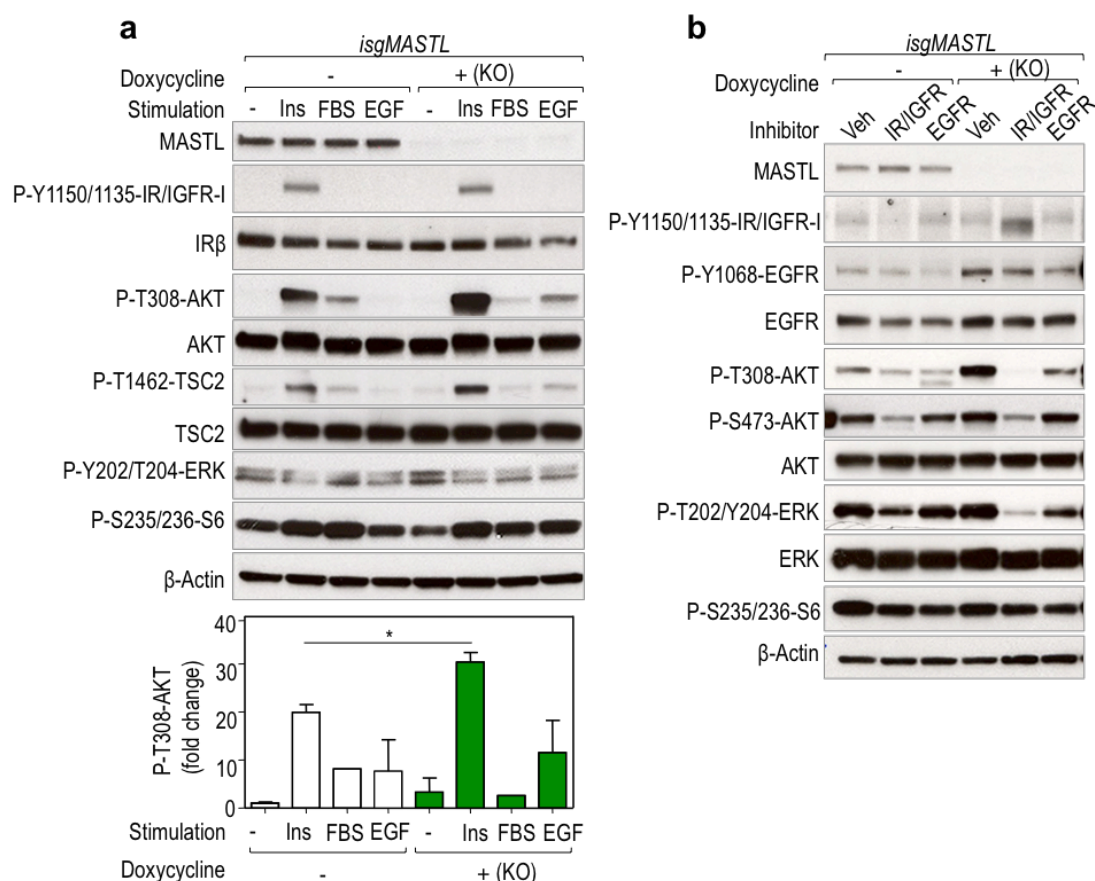 a
isgMASTL
Doxycycline - + (KO)
Stimulation - Ins FBS EGF - Ins FBS EGF
MASTL
P-Y1150/1135-IR/IGFR-I
IRβ
P-T308-AKT
AKT
P-T1462-TSC2
TSC2
P-Y202/T204-ERK
P-S235/236-S6
β-Actin
P-T308-AKT
(fold change)
40
30
20
10
0
*
Stimulation - Ins FBS EGF - Ins FBS EGF
Doxycycline - + (KO)
b
isgMASTL
Doxycycline - + (KO)
Inhibitor Veh IR/IGFR EGFR Veh IR/IGFR EGFR
MASTL
P-Y1150/1135-IR/IGFR-I
P-Y1068-EGFR
EGFR
P-T308-AKT
P-S473-AKT
AKT
P-T202/Y204-ERK
ERK
P-S235/236-S6
β-Actin